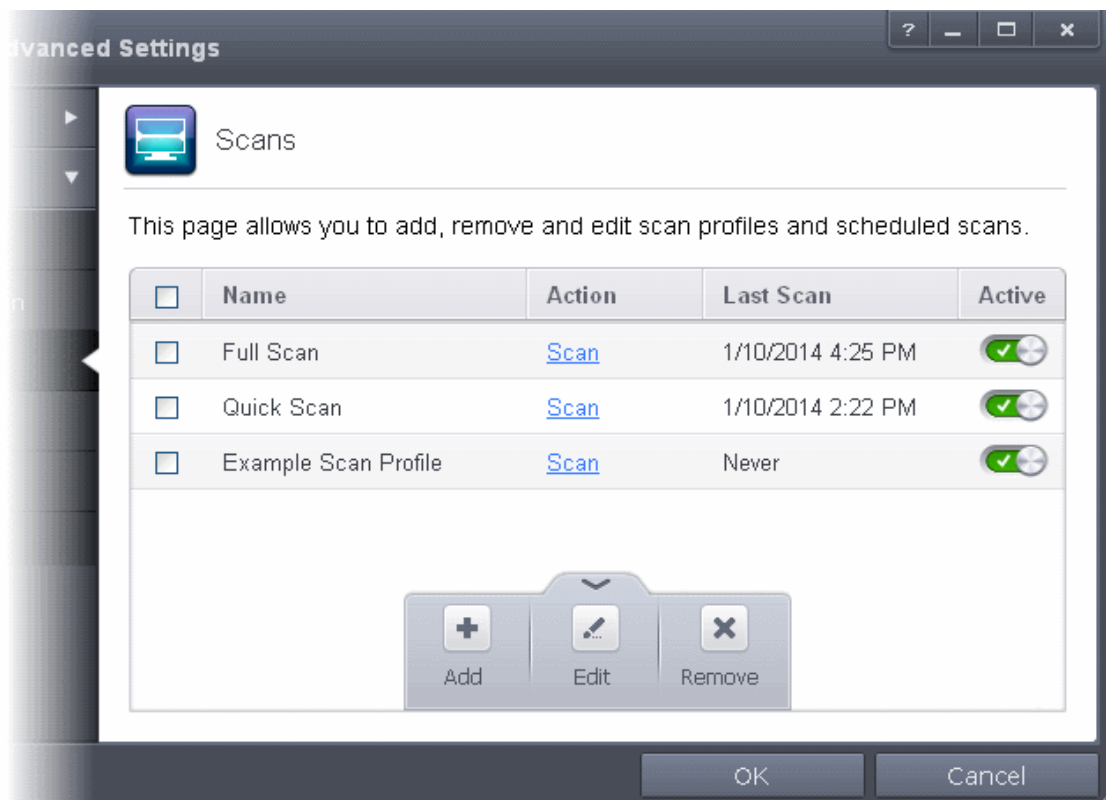 dvanced Settings
?
Scans
This page allows you to add, remove and edit scan profiles and scheduled scans.
Name Action Last Scan Active
Full Scan Scan 1/10/2014 4:25 PM
Quick Scan Scan 1/10/2014 2:22 PM
Example Scan Profile Scan Never
Add Edit Remove
OK Cancel